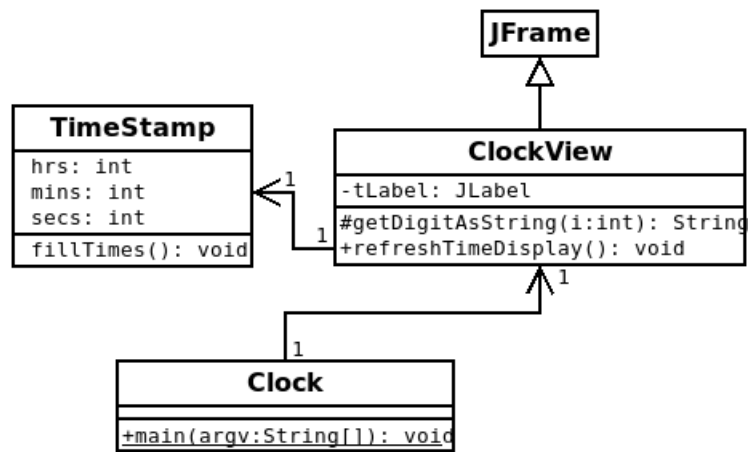 JFrame
TimeStamp
hrs: int
mins: int
secs: int
fillTimes(): void
1
1
ClockView
-tLabel: JLabel
#getDigitAsString(i:int): String
+refreshTimeDisplay(): void
1
1
Clock
+main(argv:String[]): void